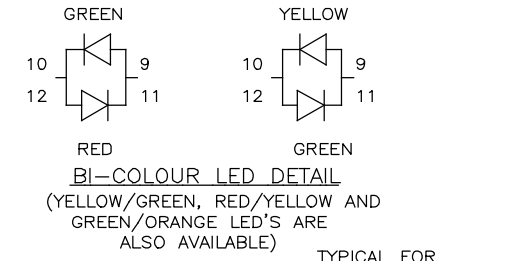 GREEN YELLOW
10 9 10 9
12 11 12 11
RED GREEN
BI-COLOUR LED DETAIL
(YELLOW/GREEN, RED/YELLOW AND
GREEN/ORANGE LED'S ARE
ALSO AVAILABLE)
TYPICAL FOR